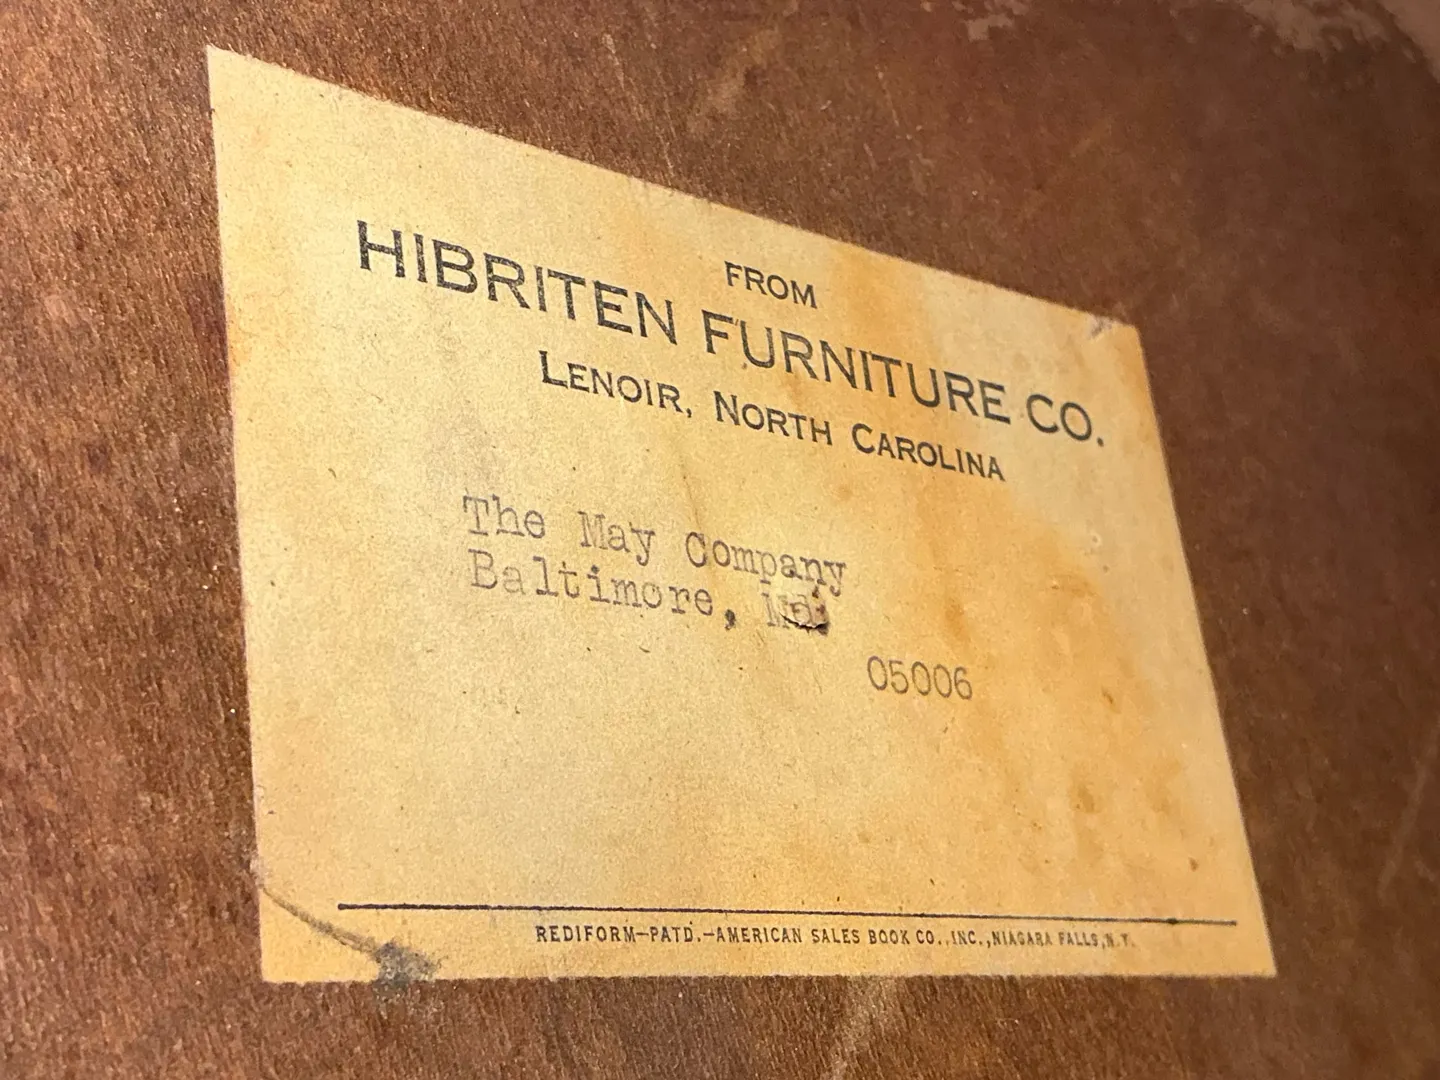 FROM
HIBRITEN FURNITURE CO.
LENOIR, NORTH CAROLINA
The May Company
Baltimore, Md.
05006
REDIFORM—PATD.—AMERICAN SALES BOOK CO., INC., NIAGARA FALLS, N.Y.